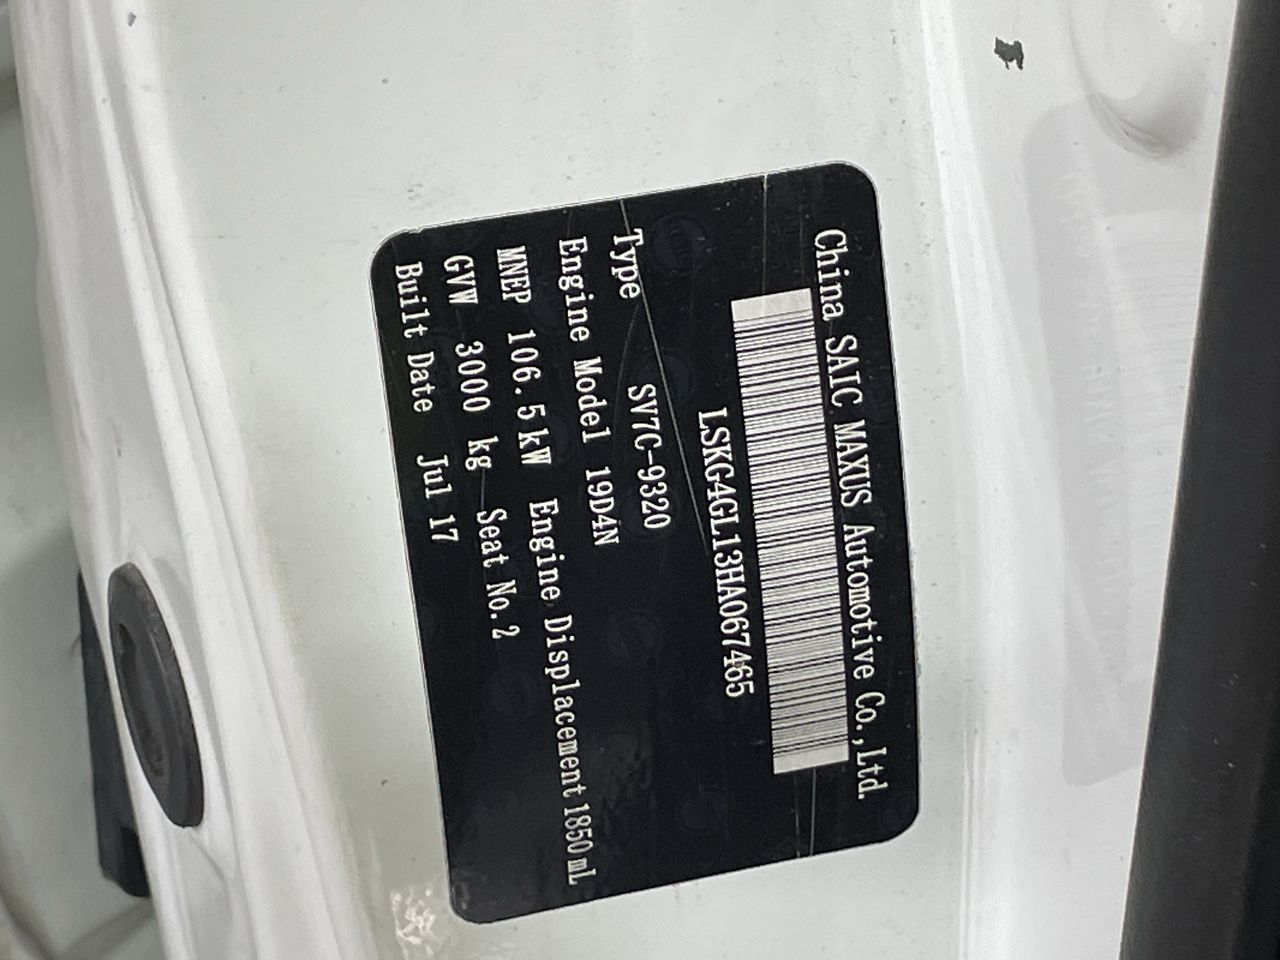 China SAIC MAXUS Automotive Co.,Ltd.
LSKG4GL13HA067465
Type SV7C-9320
Engine Model 19D4N
MNEP 106.5kW Engine Displacement 1850mL
GVW 3000 kg Seat No.2
Built Date Jul 17